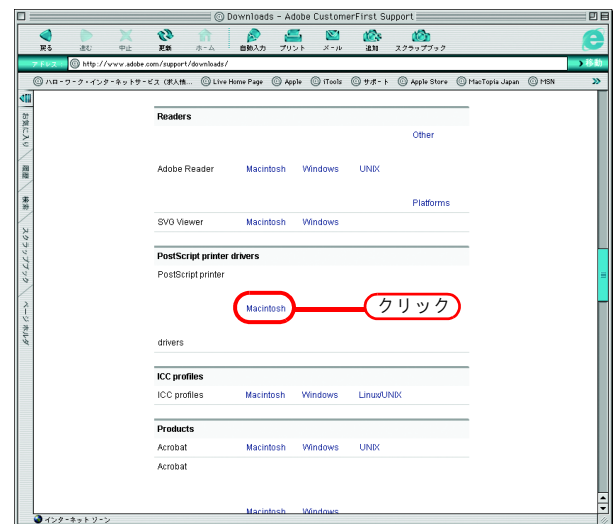 Downloads - Adobe CustomerFirst Support
戻る 進む 中止 更新 ホーム 自動入力 プリント メール 追加 スクラップブック
アドレス http://www.adobe.com/support/downloads/ 移動
ハローワーク・インターネットサービス (求人情... Live Home Page Apple iTools サポート Apple Store MacTopia Japan MSN
お気に入り
履歴
検索
スクラップブック
ページ ホルダ
Readers
Other
Adobe Reader Macintosh Windows UNIX
Platforms
SVG Viewer Macintosh Windows
PostScript printer drivers
PostScript printer
Macintosh クリック
drivers
ICC profiles
ICC profiles Macintosh Windows Linux/UNIX
Products
Acrobat Macintosh Windows UNIX
Acrobat
Macintosh Windows
インターネット ゾーン